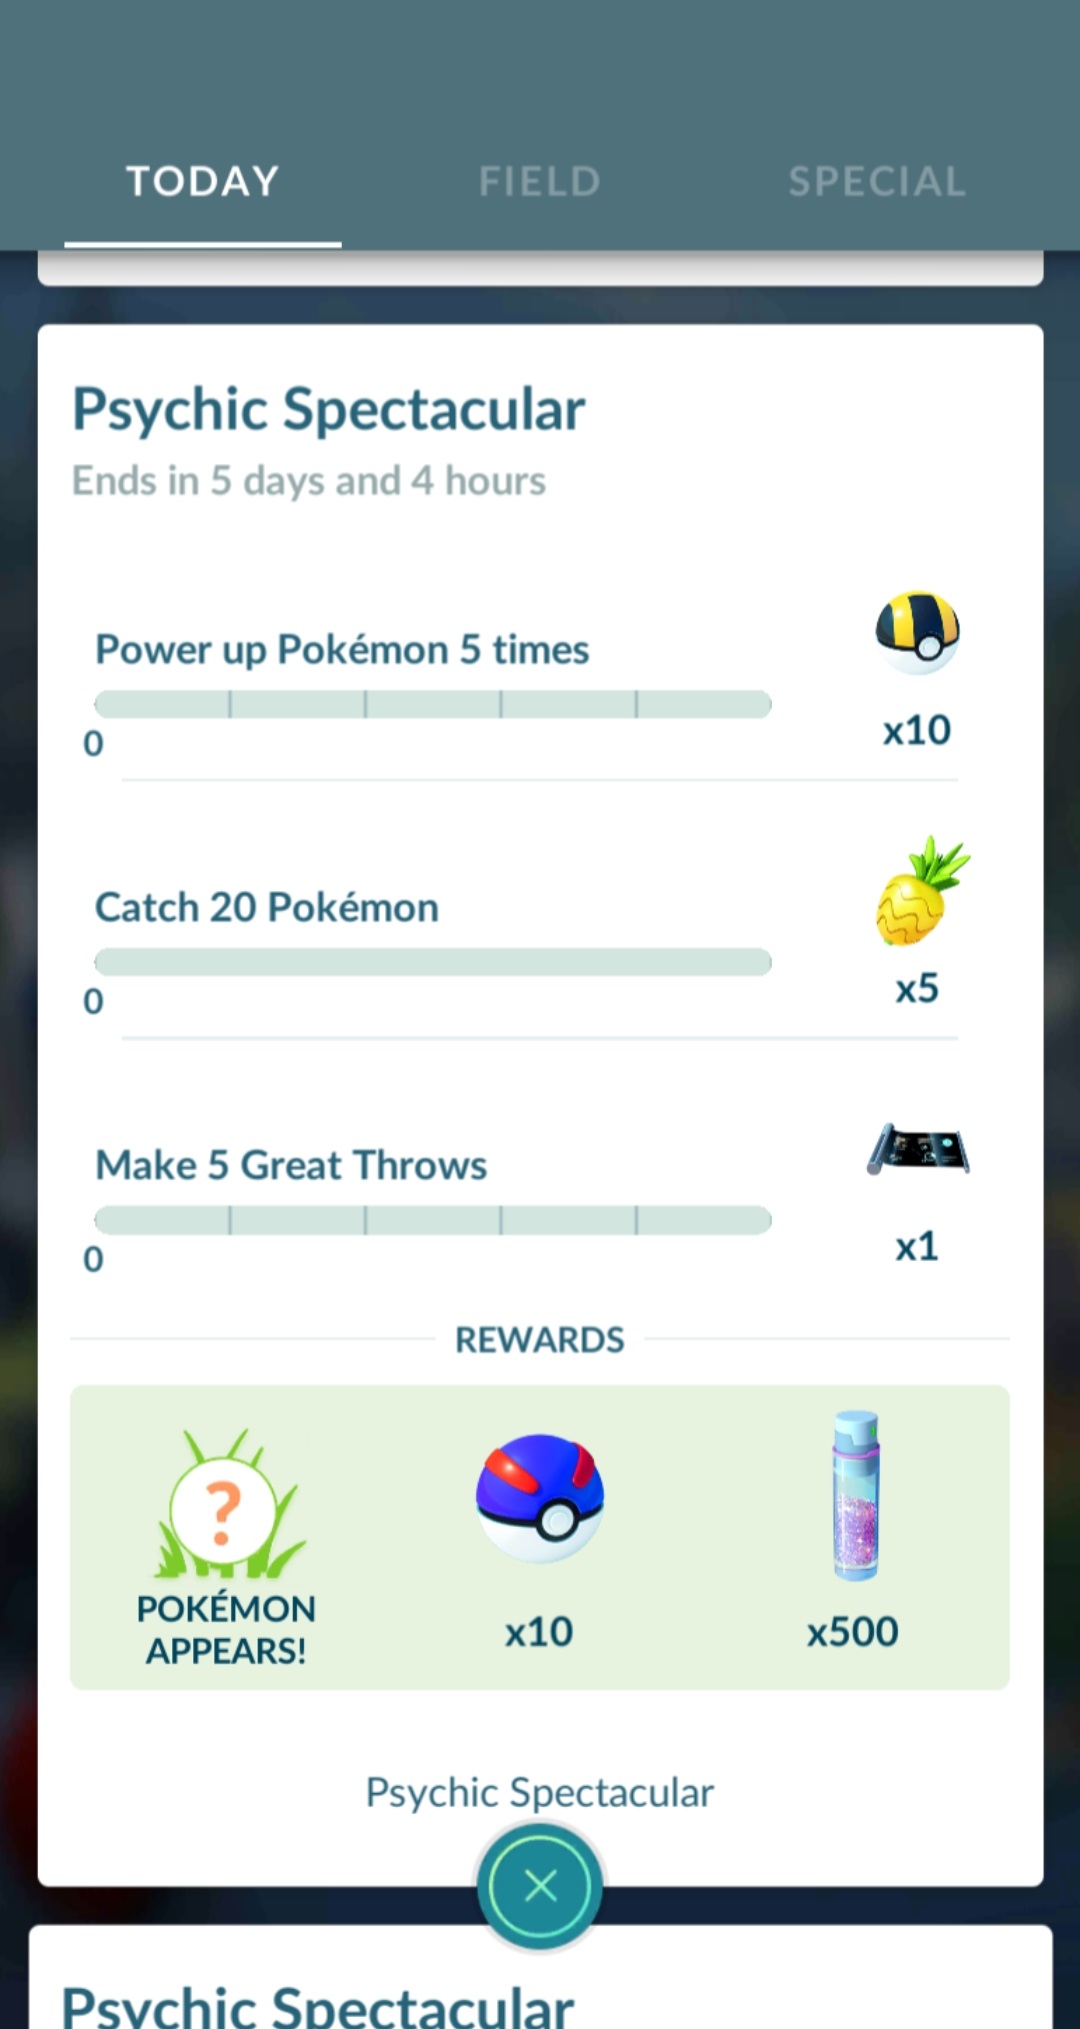 TODAY
FIELD
SPECIAL
Psychic Spectacular
Ends in 5 days and 4 hours
Power up Pokémon 5 times
0
x10
Catch 20 Pokémon
0
x5
Make 5 Great Throws
0
x1
REWARDS
?
POKÉMON
APPEARS!
x10
x500
Psychic Spectacular
Psychic Spectacular